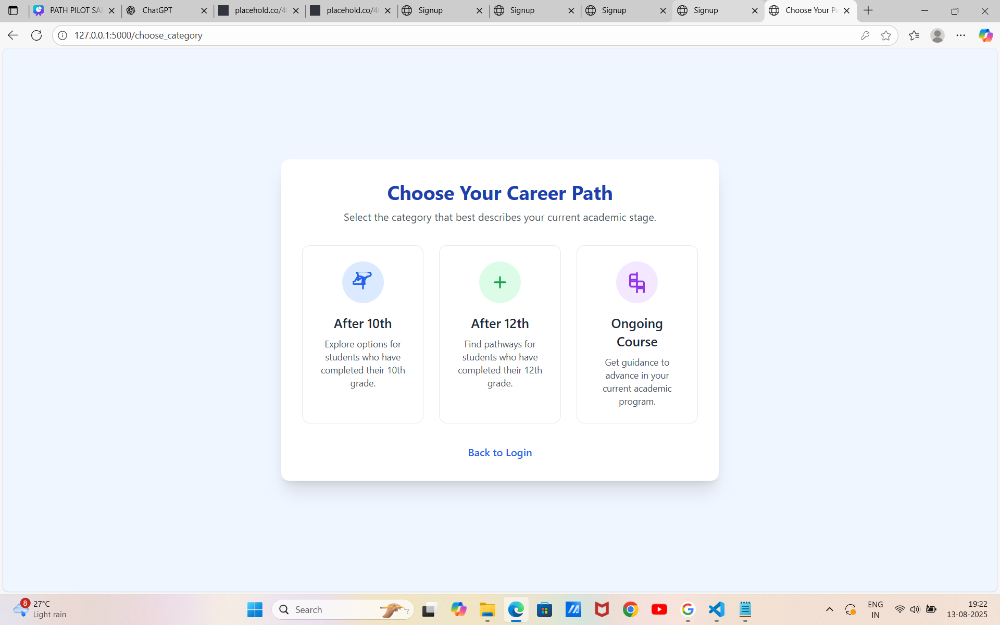 PATH PILOT SA
ChatGPT
placehold.co/4
placehold.co/4
Signup
Signup
Signup
Signup
Choose Your Pa
127.0.0.1:5000/choose_category
Choose Your Career Path
Select the category that best describes your current academic stage.
After 10th
Explore options for
students who have
completed their 10th
grade.
After 12th
Find pathways for
students who have
completed their 12th
grade.
Ongoing
Course
Get guidance to
advance in your
current academic
program.
Back to Login
8
27°C
Light rain
Search
ENG
IN
19:22
13-08-2025